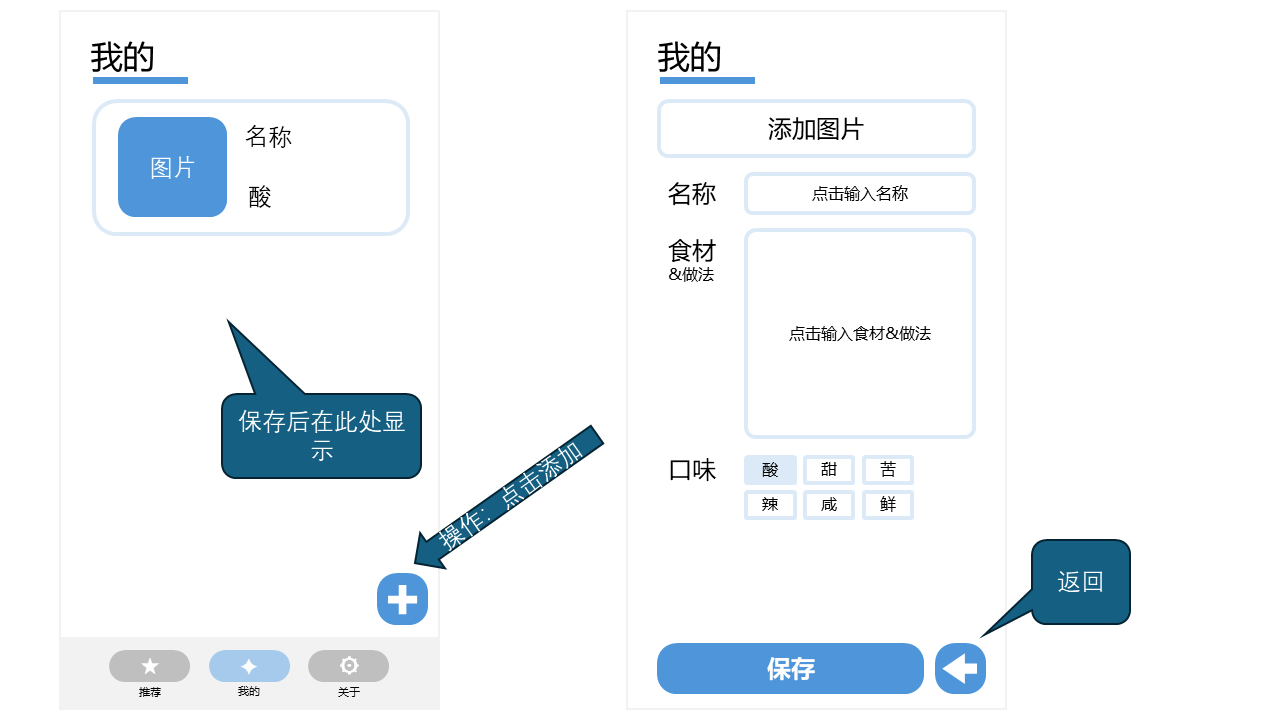 我的
图片
名称
酸
保存后在此处显
示
操作：点击添加
推荐
我的
关于
我的
添加图片
名称
点击输入名称
食材
&做法
点击输入食材&做法
口味
酸
甜
苦
辣
咸
鲜
返回
保存